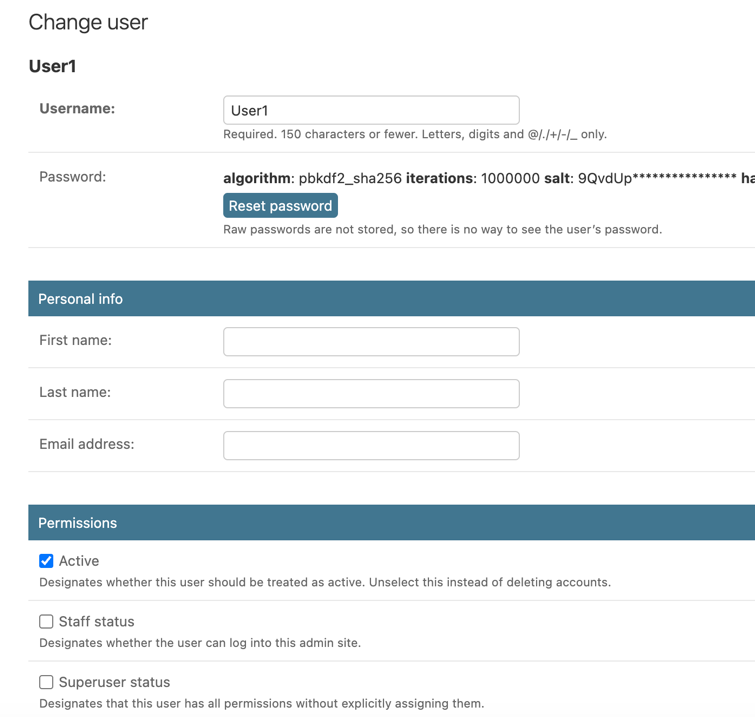 Change user
User1
Username:
User1
Required. 150 characters or fewer. Letters, digits and @/./+/-/_ only.
Password:
algorithm: pbkdf2_sha256 iterations: 1000000 salt: 9QvdUp**************** ha
Reset password
Raw passwords are not stored, so there is no way to see the user’s password.
Personal info
First name:
Last name:
Email address:
Permissions
Active
Designates whether this user should be treated as active. Unselect this instead of deleting accounts.
Staff status
Designates whether the user can log into this admin site.
Superuser status
Designates that this user has all permissions without explicitly assigning them.